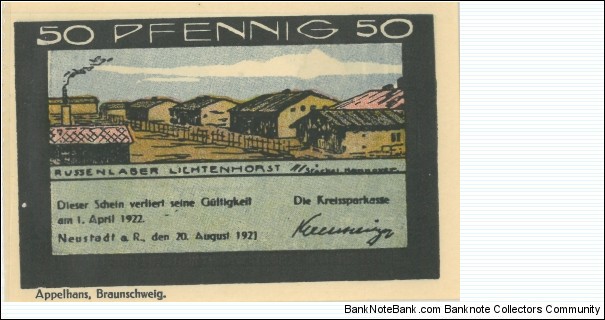 50 PFENNIG 50
RUSSENLAGER LICHTENHORST
Dieser Schein verliert seine Gültigkeit
am 1. April 1922.
Neustadt a. R., den 20. August 1921
Die Kreissparkasse
Appelhans, Braunschweig.
BankNoteBank.com - Banknote Collectors Community